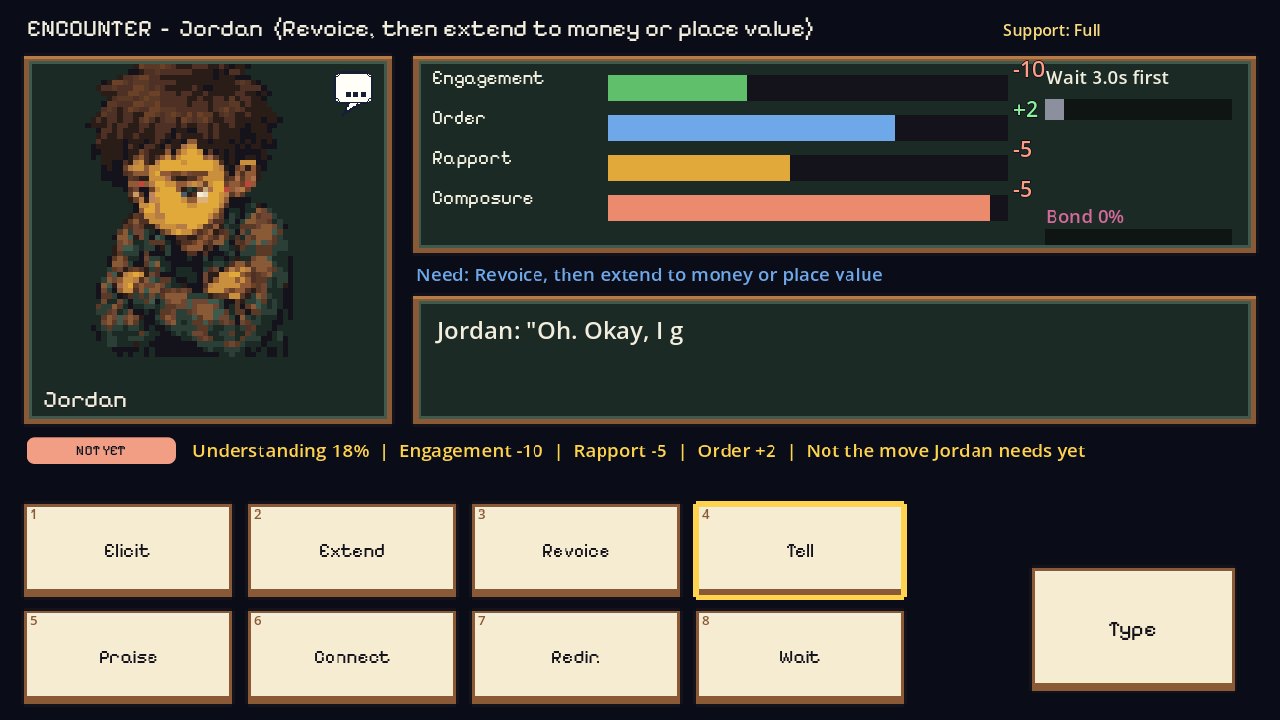 ENCOUNTER - Jordan (Revoice, then extend to money or place value)
Support: Full
Engagement
-10
Wait 3.0s first
Order
+2
Rapport
-5
Composure
-5
Bond 0%
Need: Revoice, then extend to money or place value
Jordan: "Oh. Okay, I g
Jordan
NOT YET
Understanding 18% | Engagement -10 | Rapport -5 | Order +2 | Not the move Jordan needs yet
1
Elicit
2
Extend
3
Revoice
4
Tell
5
Praise
6
Connect
7
Redir.
8
Wait
Type